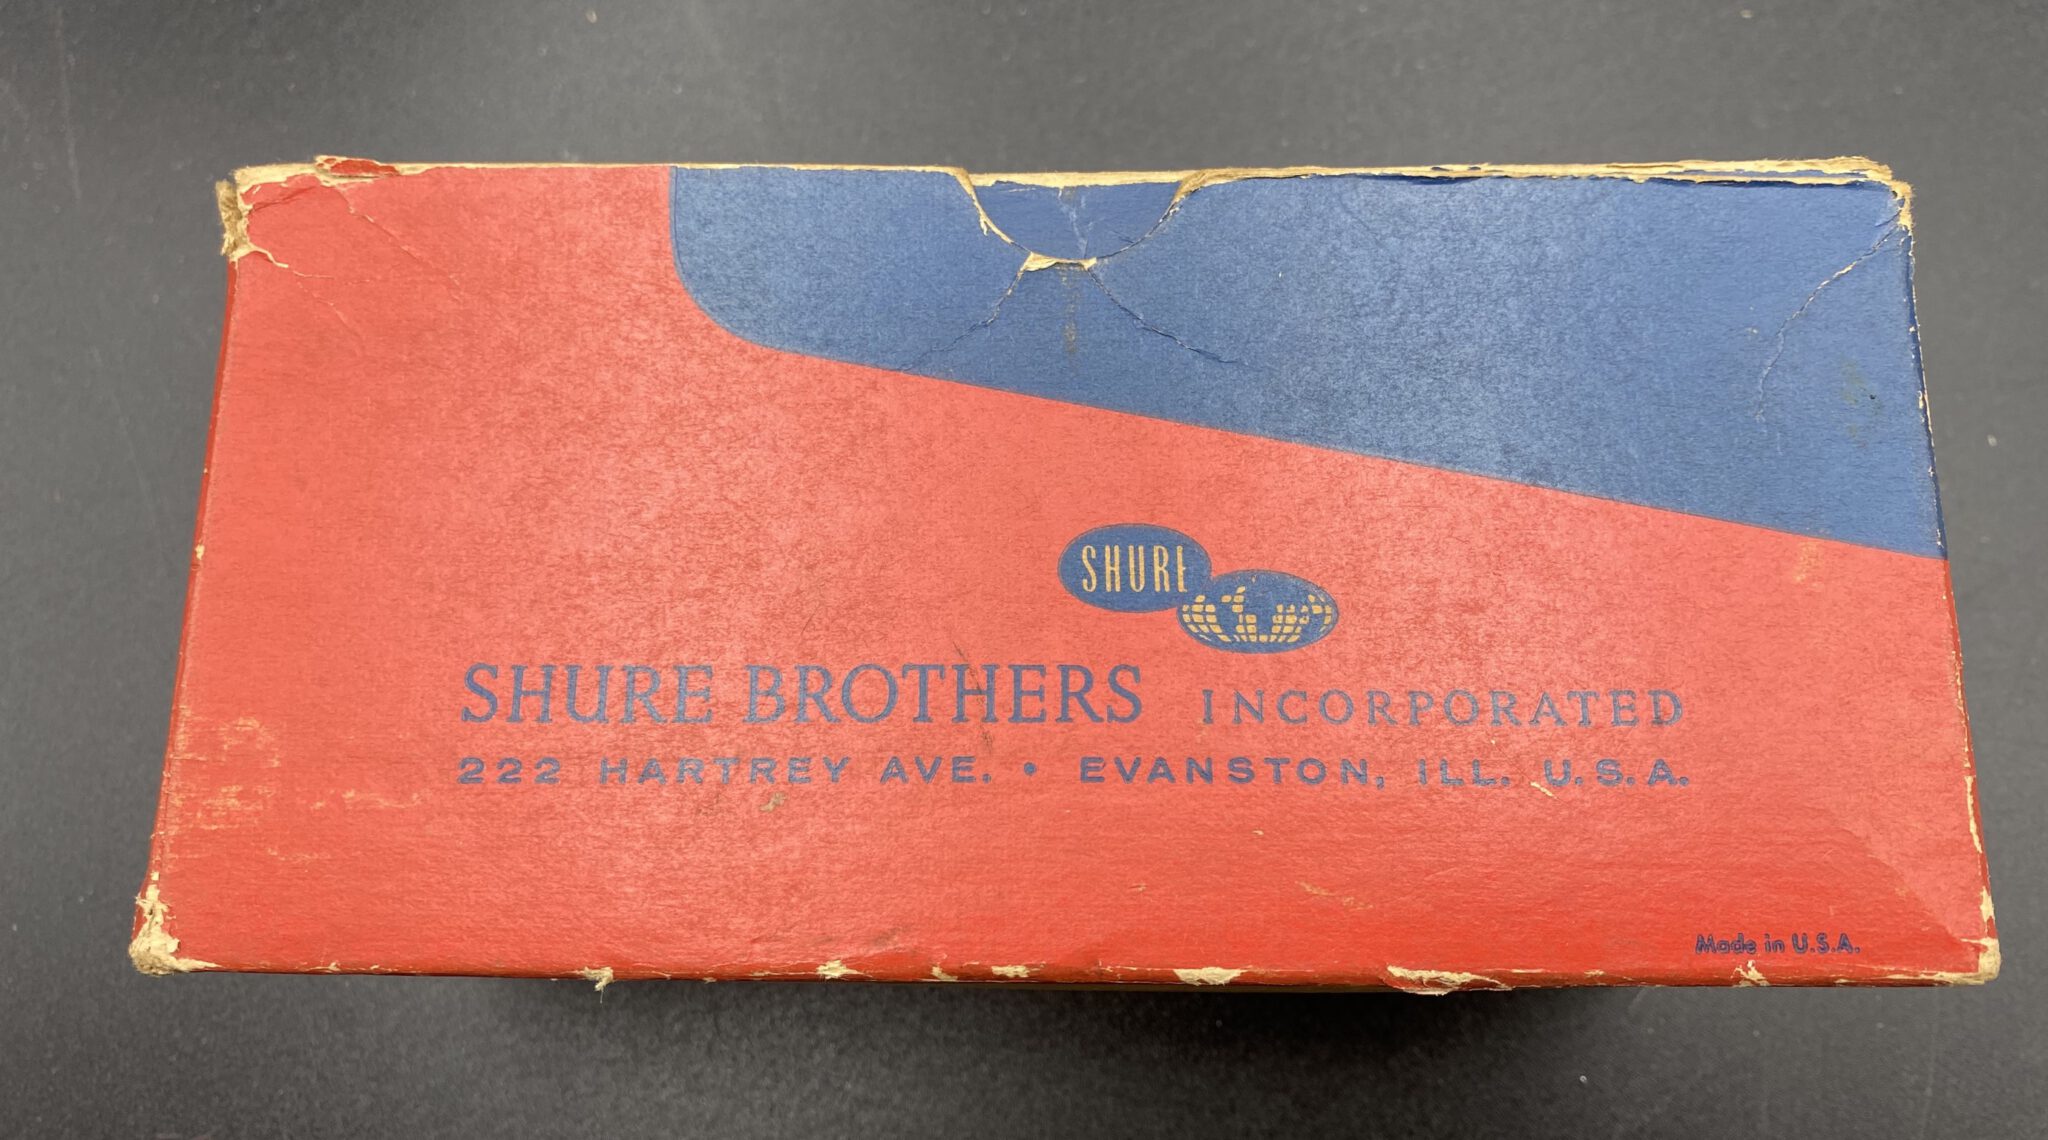 SHURE
SHURE BROTHERS INCORPORATED
222 HARTREY AVE. • EVANSTON, ILL. U.S.A.
Made in U.S.A.